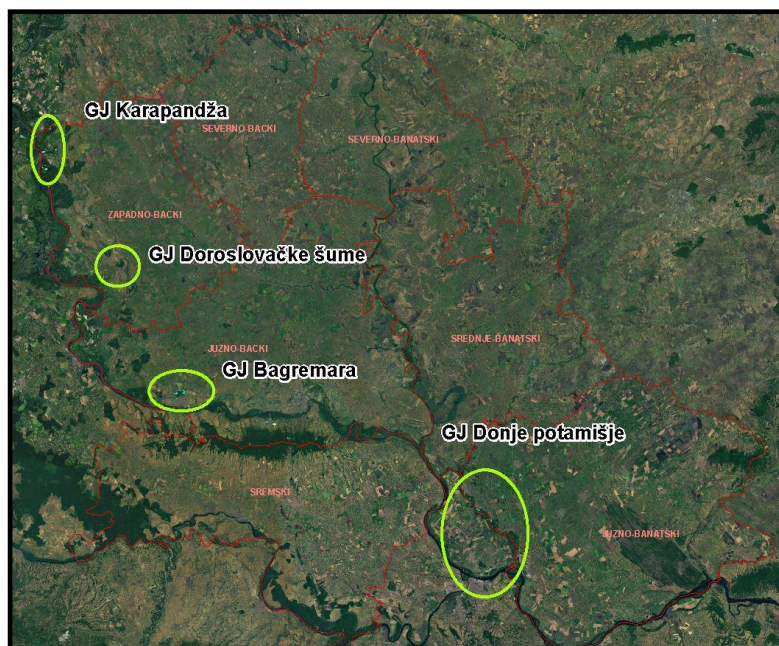 GJ Karapandža
SEVERNO-BACKI
SEVERNO-BANATSKI
ZAPADNO-BACKI
GJ Doroslovačke šume
SREDNJE-BANATSKI
JUZNO-BACKI
GJ Bagremara
GJ Donje potamišje
SREMSKI
JUZNO-BANATSKI